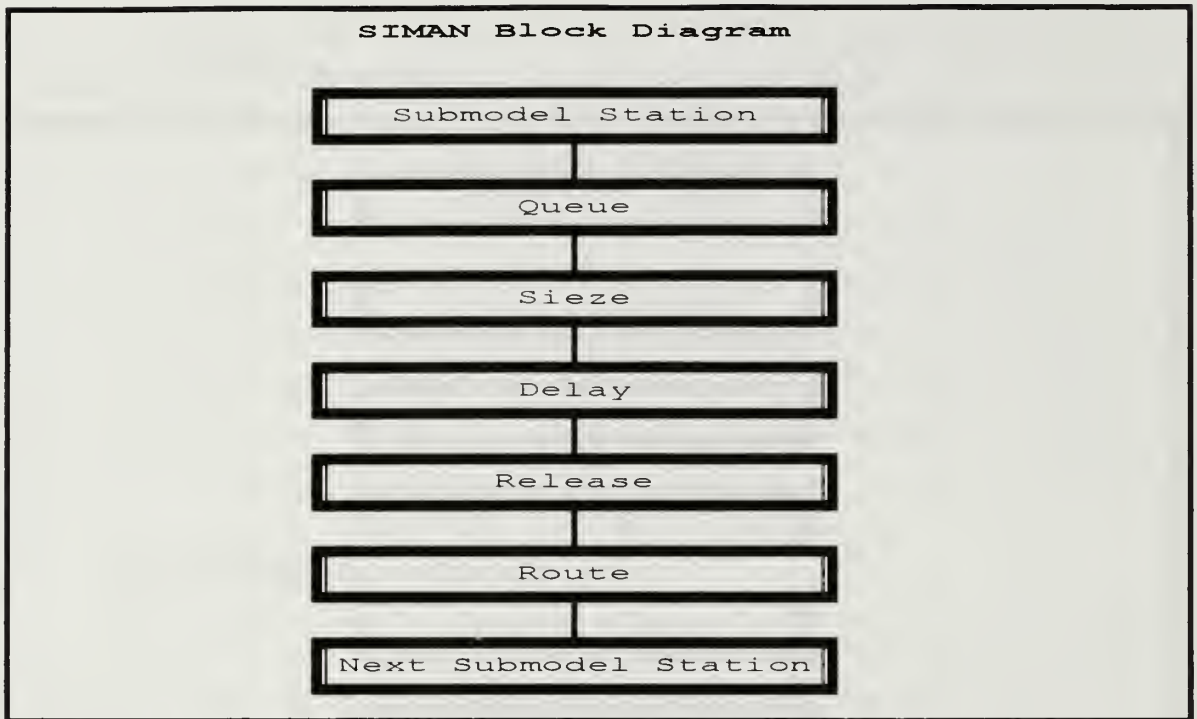 SIMAN Block Diagram
Submodel Station
Queue
Sieze
Delay
Release
Route
Next Submodel Station